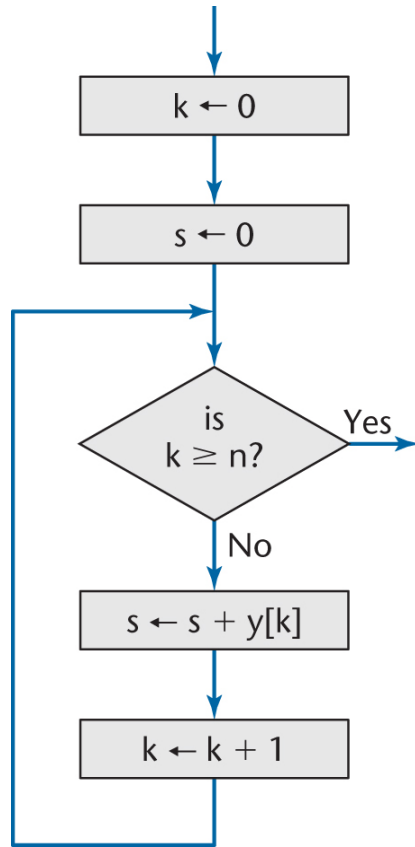 k ← 0
s ← 0
is
k ≥ n?
Yes
No
s ← s + y[k]
k ← k + 1